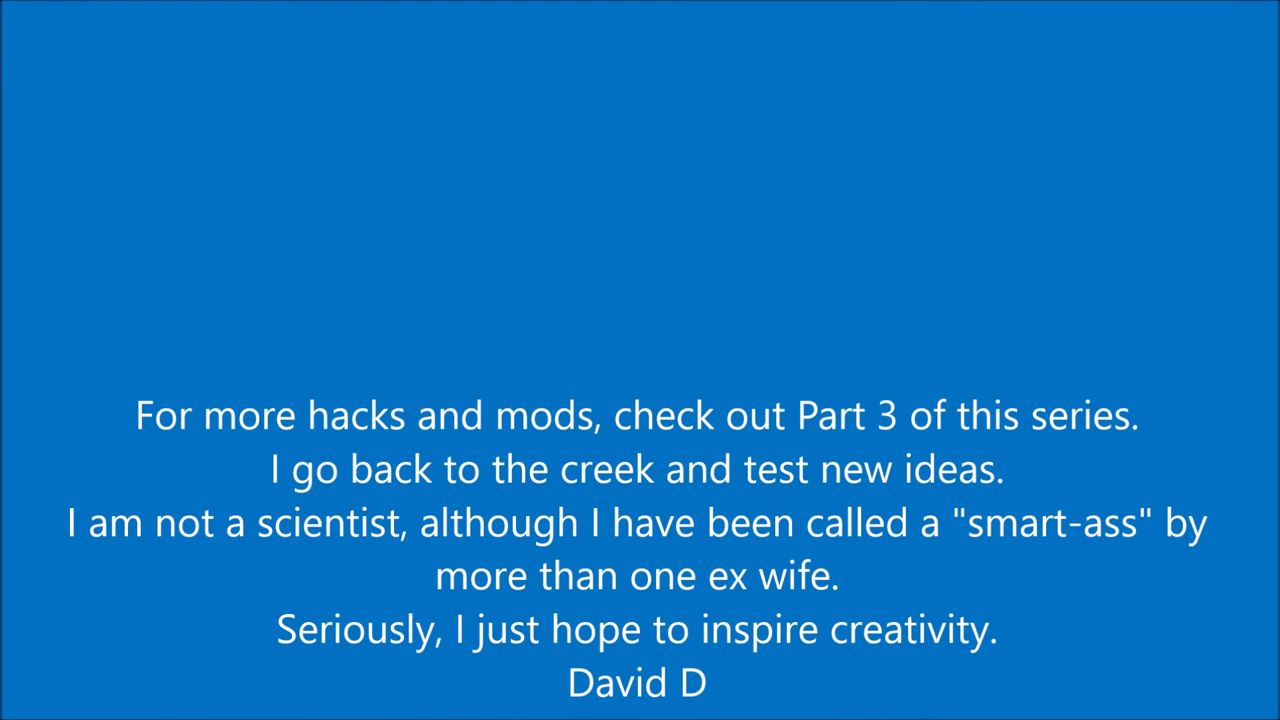 For more hacks and mods, check out Part 3 of this series.
I go back to the creek and test new ideas.
I am not a scientist, although I have been called a "smart-ass" by
more than one ex wife.
Seriously, I just hope to inspire creativity.
David D